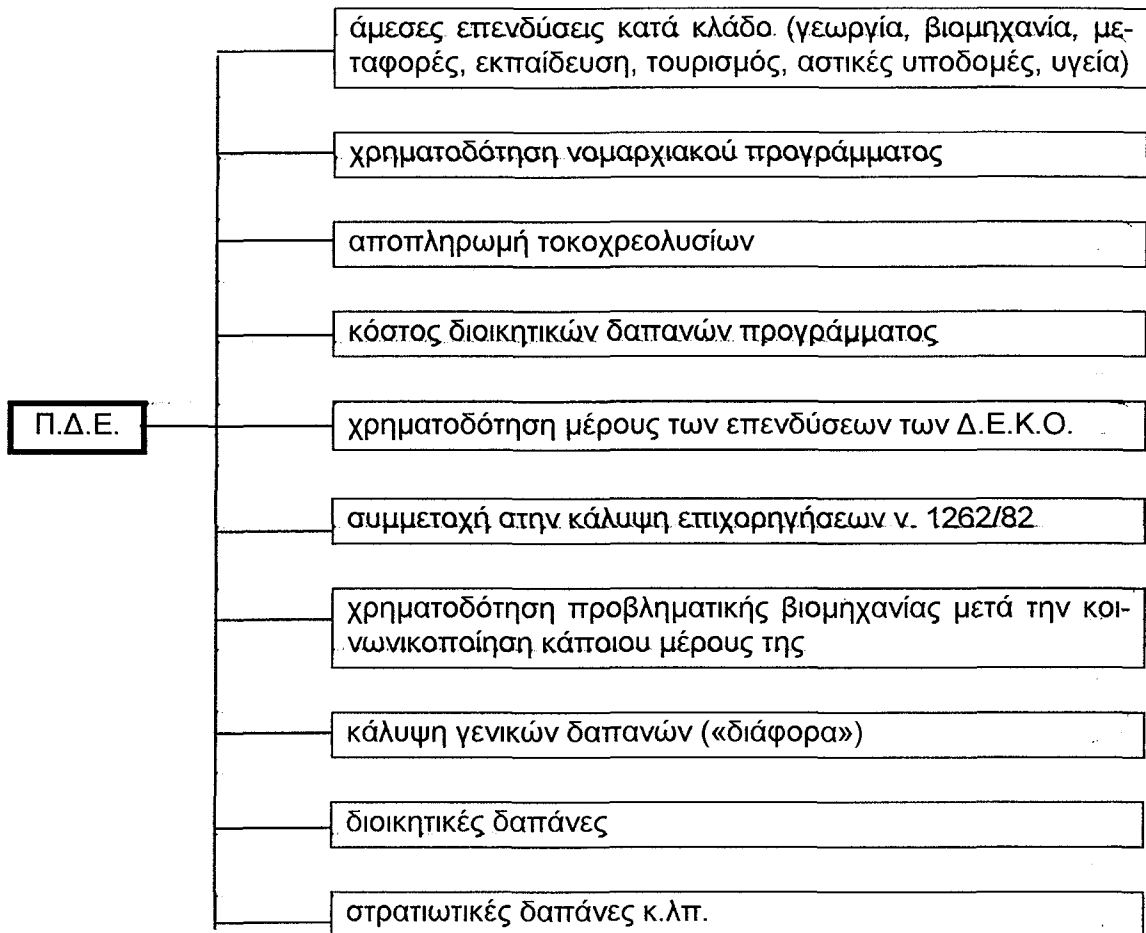 άμεσες επενδύσεις κατά κλάδο (γεωργία, βιομηχανία, με-
ταφορές, εκπαίδευση, τουρισμός, αστικές υποδομές, υγεία)
χρηματοδότηση νομαρχιακού προγράμματος
αποπληρωμή τοκοχρεολυσίων
κόστος διοικητικών δαπανών προγράμματος
Π.Δ.Ε.
χρηματοδότηση μέρους των επενδύσεων των Δ.Ε.Κ.Ο.
συμμετοχή στην κάλυψη επιχορηγήσεων ν. 1262/82
χρηματοδότηση προβληματικής βιομηχανίας μετά την κοι-
νωνικοποίηση κάποιου μέρους της
κάλυψη γενικών δαπανών («διάφορα»)
διοικητικές δαπάνες
στρατιωτικές δαπάνες κ.λπ.